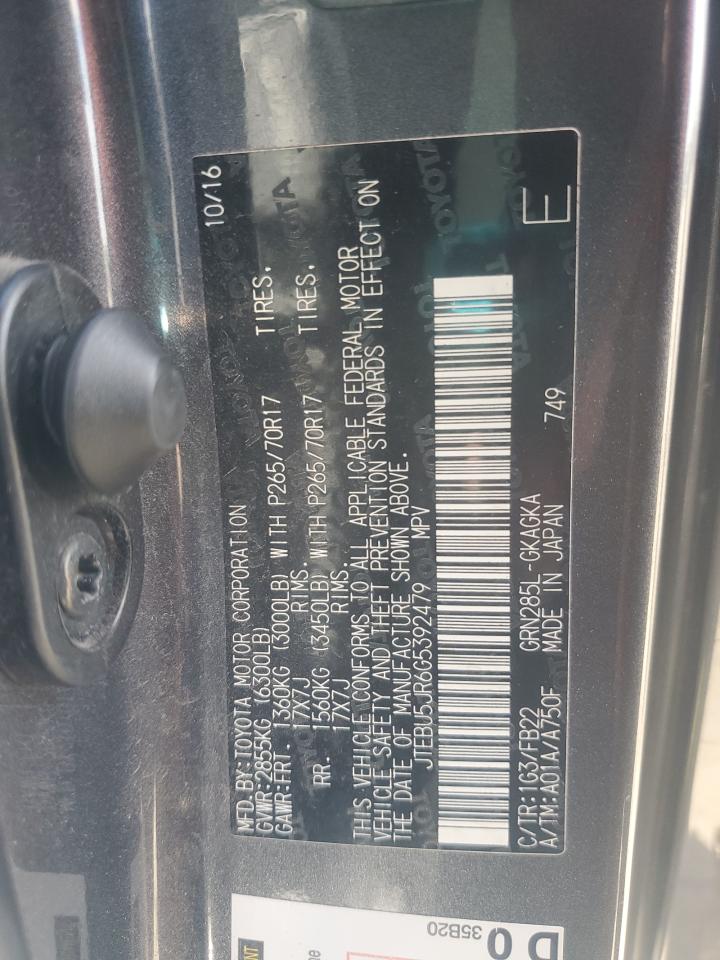 10/16
MFD.BY:TOYOTA MOTOR CORPORATION
GVWR:2855KG (6300LB)
GAWR:FRT. 1360KG (3000LB) WITH P265/70R17 TIRES.
17X7J RIMS.
RR. 1560KG (3450LB) WITH P265/70R17 TIRES.
17X7J RIMS.
THIS VEHICLE CONFORMS TO ALL APPLICABLE FEDERAL MOTOR
VEHICLE SAFETY AND THEFT PREVENTION STANDARDS IN EFFECT ON
THE DATE OF MANUFACTURE SHOWN ABOVE.
JTEBU5JR6G5392479 MPV
C/TR:1G3/FB22 GRN285L-GKAGKA
A/TM:A01A/A750F MADE IN JAPAN 749
E
35B20
D 0